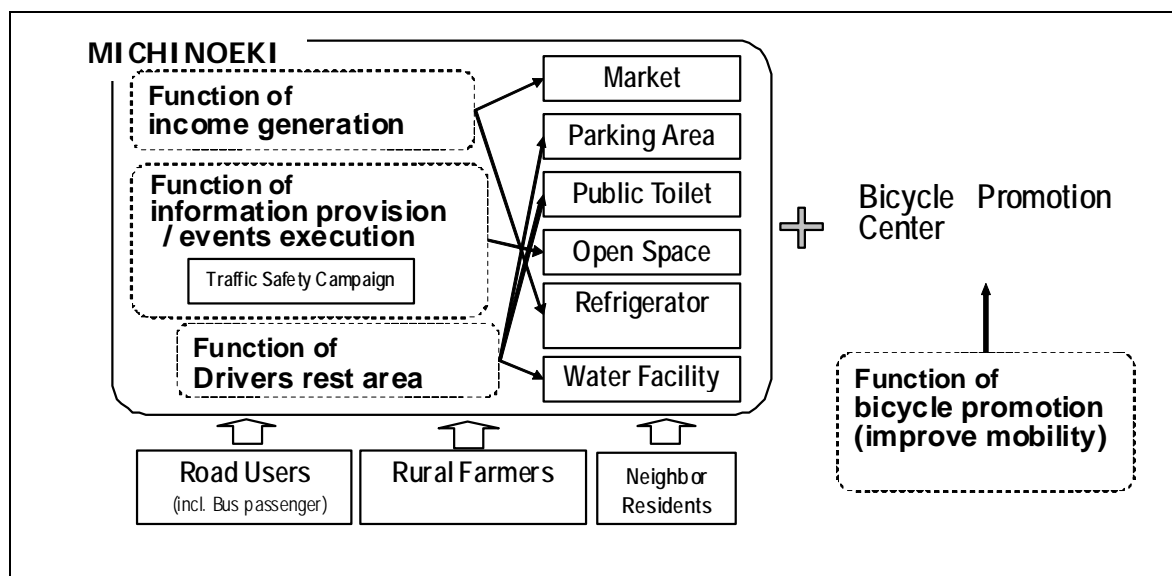 MICHINOEKI
Function of
income generation
Function of
information provision
/ events execution
Traffic Safety Campaign
Function of
Drivers rest area
Market
Parking Area
Public Toilet
Open Space
Refrigerator
Water Facility
Bicycle Promotion
Center
Function of
bicycle promotion
(improve mobility)
Road Users
(incl. Bus passenger)
Rural Farmers
Neighbor
Residents